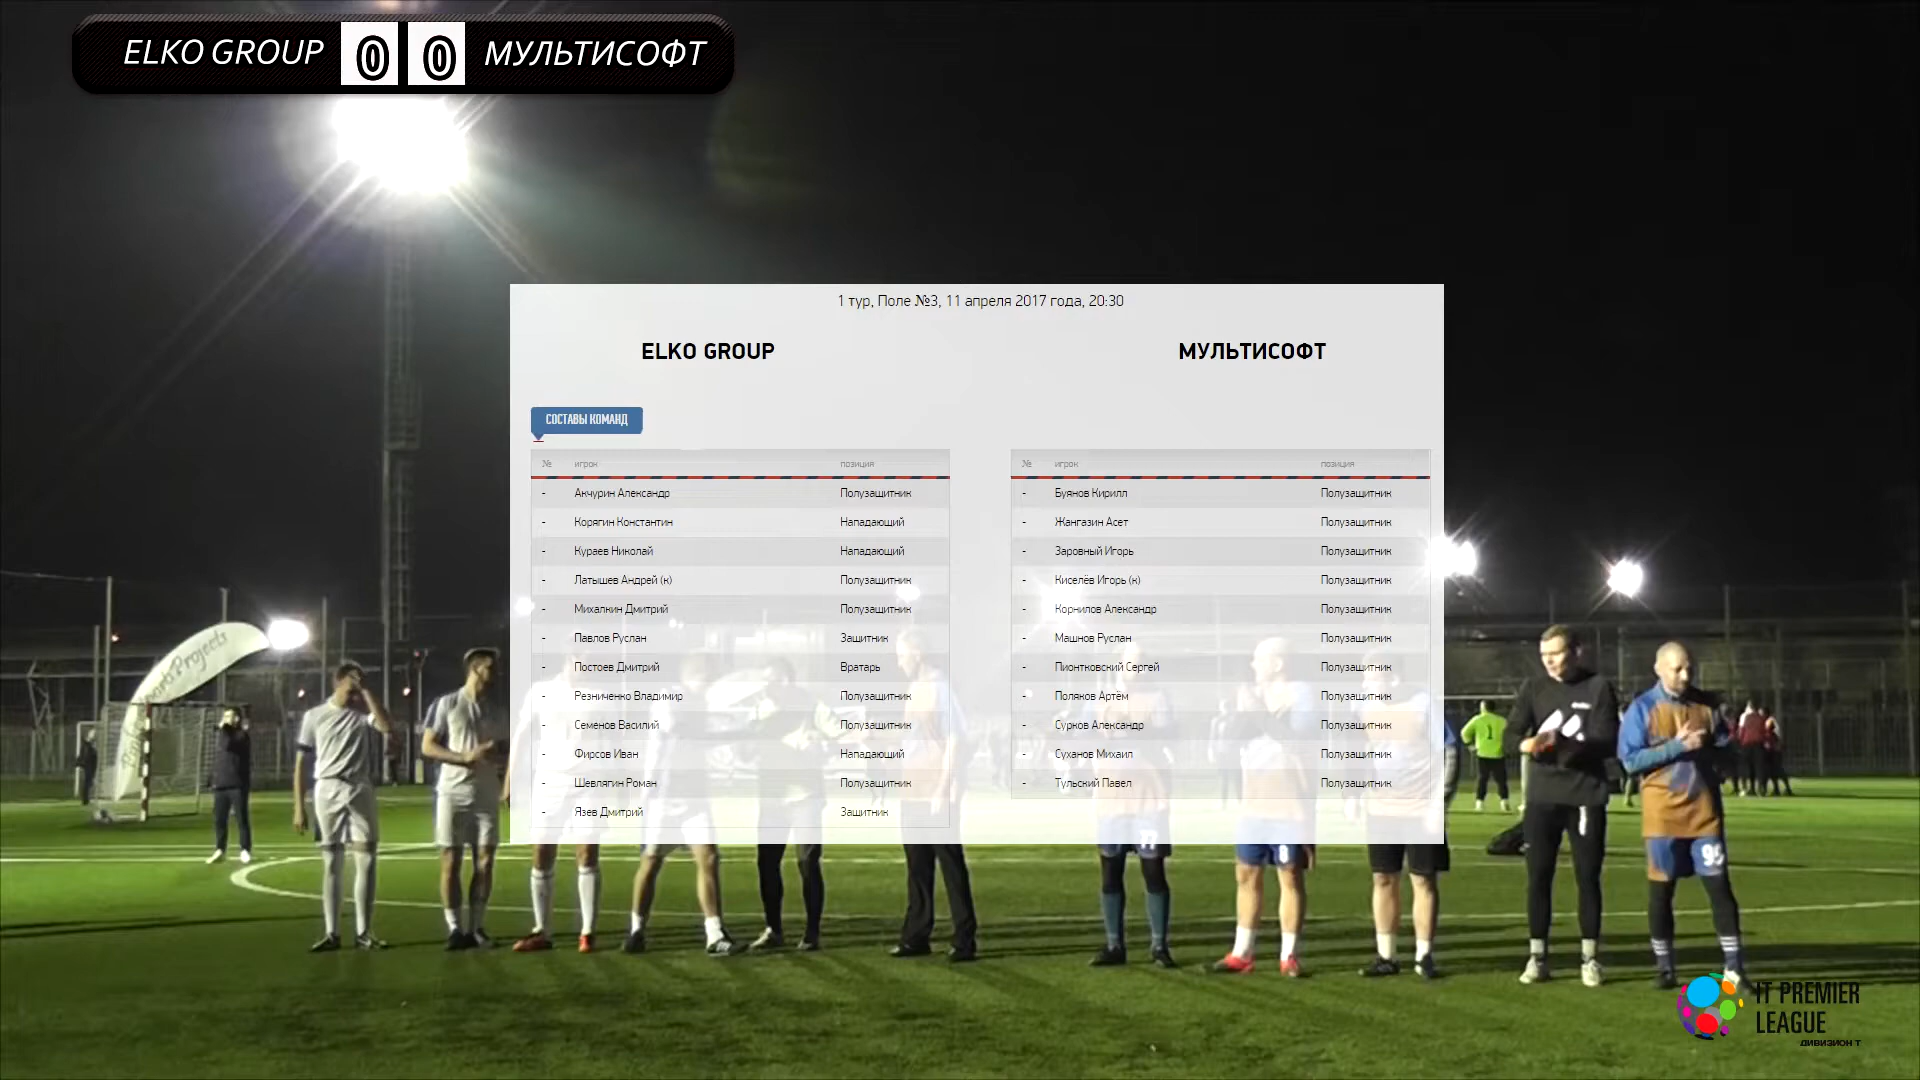 ELKO GROUP 0 0 МУЛЬТИСОФТ
1 тур, Поле №3, 11 апреля 2017 года, 20:30
ELKO GROUP
МУЛЬТИСОФТ
СОСТАВЫ КОМАНД
№ игрок позиция
- Акчурин Александр Полузащитник
- Корягин Константин Нападающий
- Кураев Николай Нападающий
- Латышев Андрей (к) Полузащитник
- Михалкин Дмитрий Полузащитник
- Павлов Руслан Защитник
- Постоев Дмитрий Вратарь
- Резниченко Владимир Полузащитник
- Семенов Василий Полузащитник
- Фирсов Иван Нападающий
- Шевлягин Роман Полузащитник
- Язев Дмитрий Защитник
№ игрок позиция
- Буянов Кирилл Полузащитник
- Жангазин Асет Полузащитник
- Заровный Игорь Полузащитник
- Киселёв Игорь (к) Полузащитник
- Корнилов Александр Полузащитник
- Машнов Руслан Полузащитник
- Пионтковский Сергей Полузащитник
- Поляков Артём Полузащитник
- Сурков Александр Полузащитник
- Суханов Михаил Полузащитник
- Тульский Павел Полузащитник
Projects
1
77
8
IT PREMIER
LEAGUE
ДИВИЗИОН Т